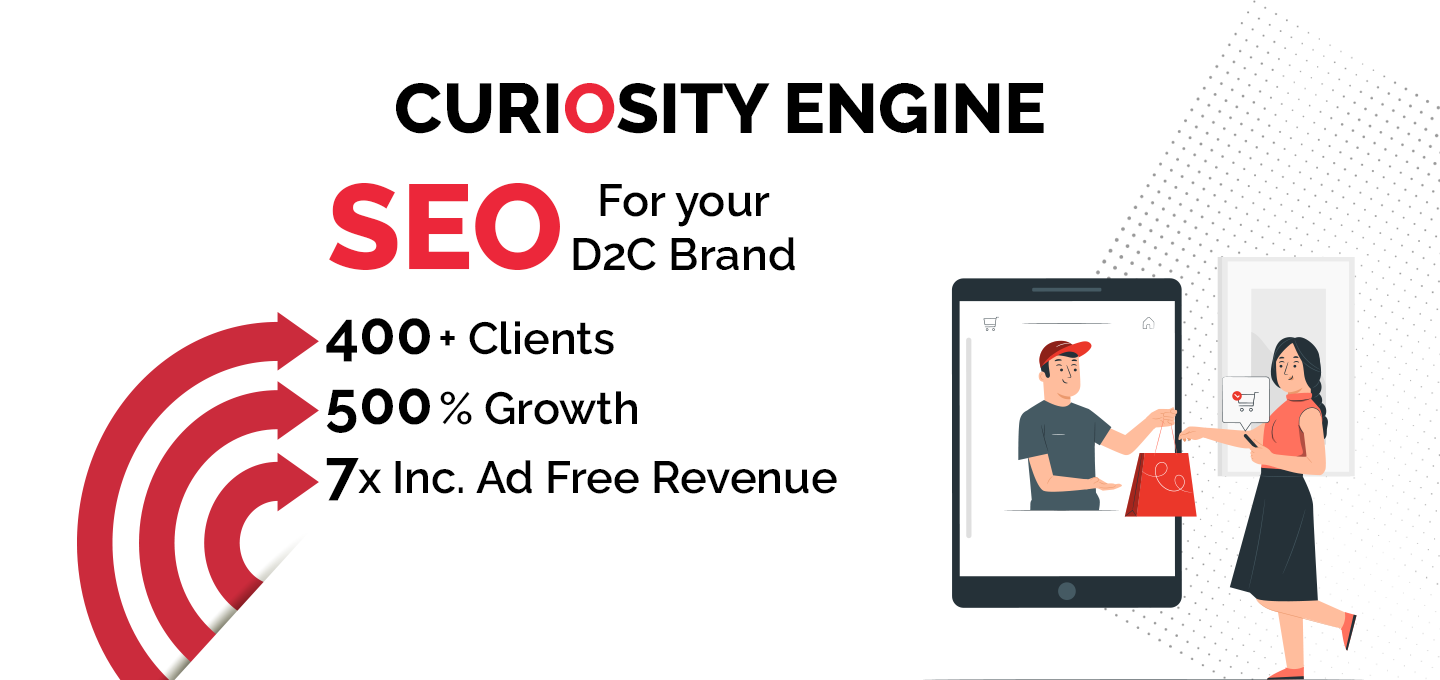 CURIOSITY ENGINE
SEO For your
D2C Brand
400+ Clients
500% Growth
7x Inc. Ad Free Revenue